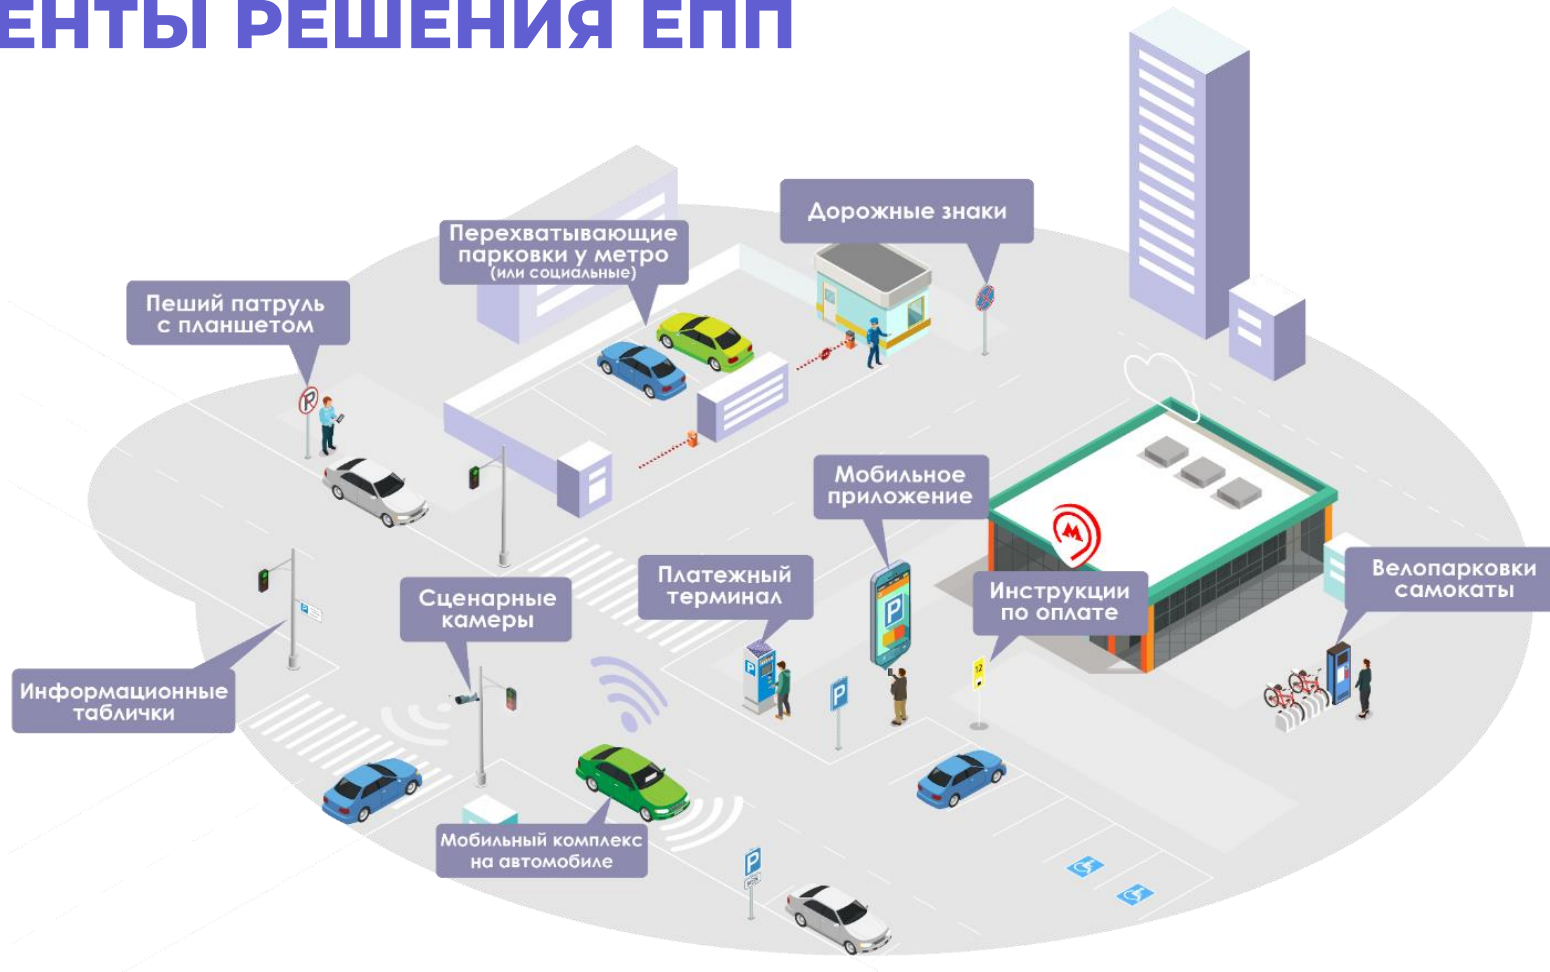 ЕНТЫ РЕШЕНИЯ ЕПП
Дорожные знаки
Перехватывающие
парковки у метро
(или социальные)
Пеший патруль
с планшетом
Мобильное
приложение
Платежный
терминал
Инструкции
по оплате
Велопарковки
самокаты
Сценарные
камеры
Информационные
таблички
Мобильный комплекс
на автомобиле
P
P
P
P
P
P
М
12